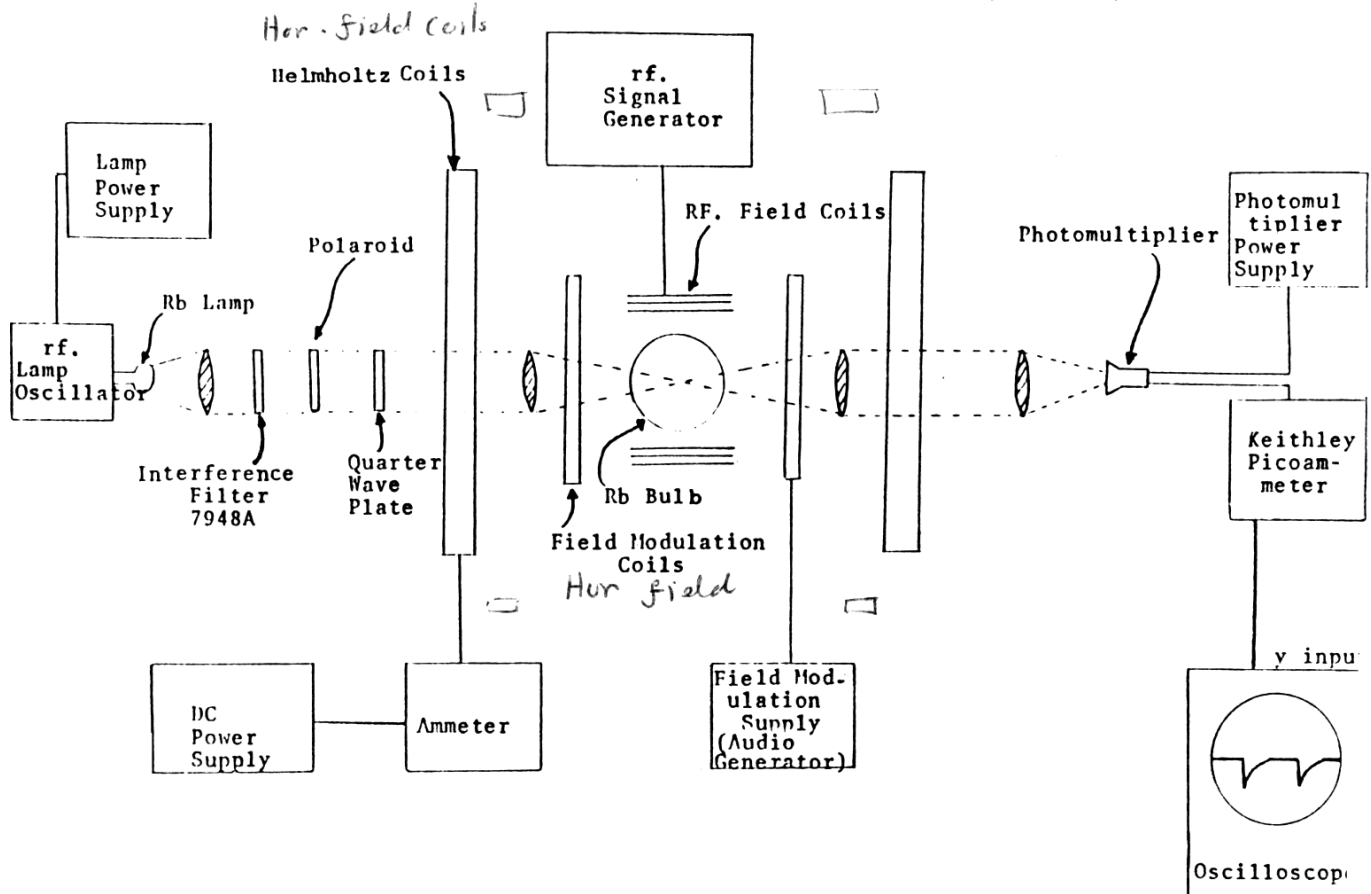 Hor. field coils
Helmholtz Coils
rf.
Signal
Generator
Lamp
Power
Supply
RF. Field Coils
Photomul
tiplier
Power
Supply
Photomultiplier
Polaroid
Rb Lamp
rf.
Lamp
Oscillator
Interference
Filter
7948A
Quarter
Wave
Plate
Rb Bulb
Field Modulation
Coils
Hor field
Keithley
Picoam-
meter
y inpu
DC
Power
Supply
Ammeter
Field Mod-
ulation
Supply
(Audio
Generator)
Oscilloscop